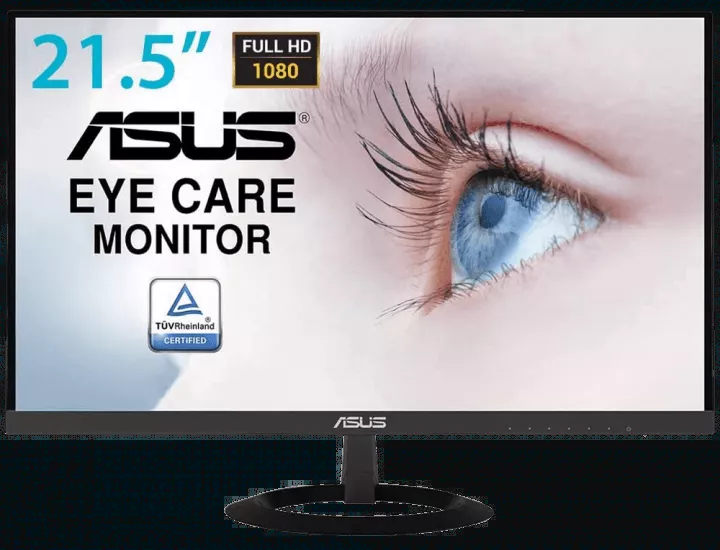 21.5”
FULL HD
1080
ASUS®
EYE CARE
MONITOR
TÜVRheinland®
CERTIFIED
ASUS